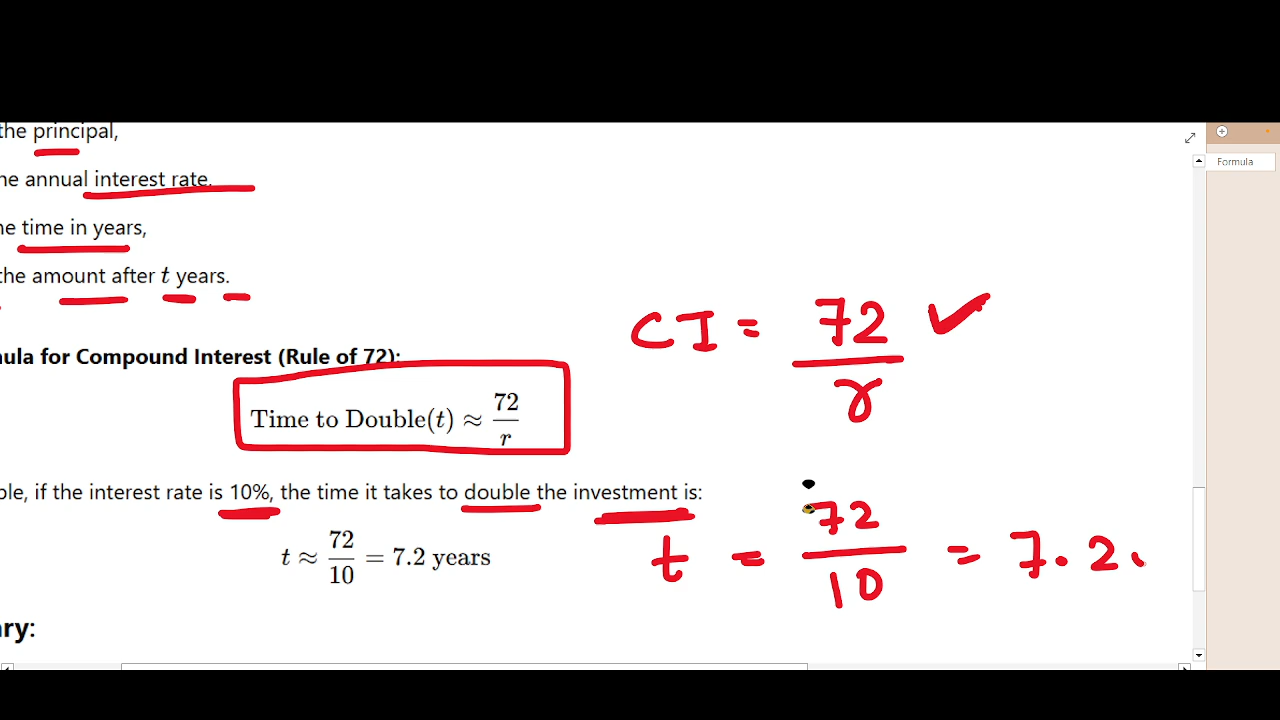 the principal,
Formula
he annual interest rate.
he time in years,
the amount after t years.
CI = 72/r ✓
ula for Compound Interest (Rule of 72):
Time to Double(t) ≈ 72/r
ple, if the interest rate is 10%, the time it takes to double the investment is:
t ≈ 72/10 = 7.2 years
t = 72/10 = 7.2
ary: